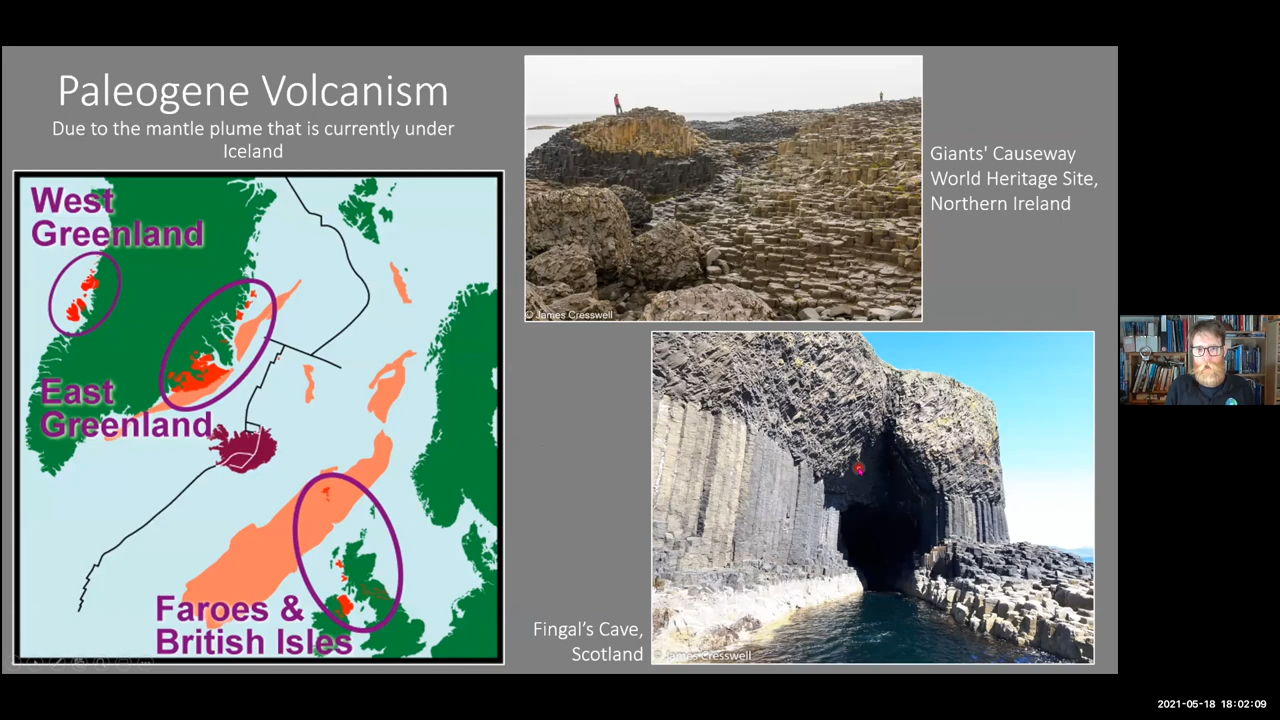 Paleogene Volcanism
Due to the mantle plume that is currently under
Iceland
West
Greenland
East
Greenland
Faroes &
British Isles
© James Cresswell
Giants' Causeway
World Heritage Site,
Northern Ireland
Fingal’s Cave,
Scotland
© James Cresswell
2021-05-18 18:02:09